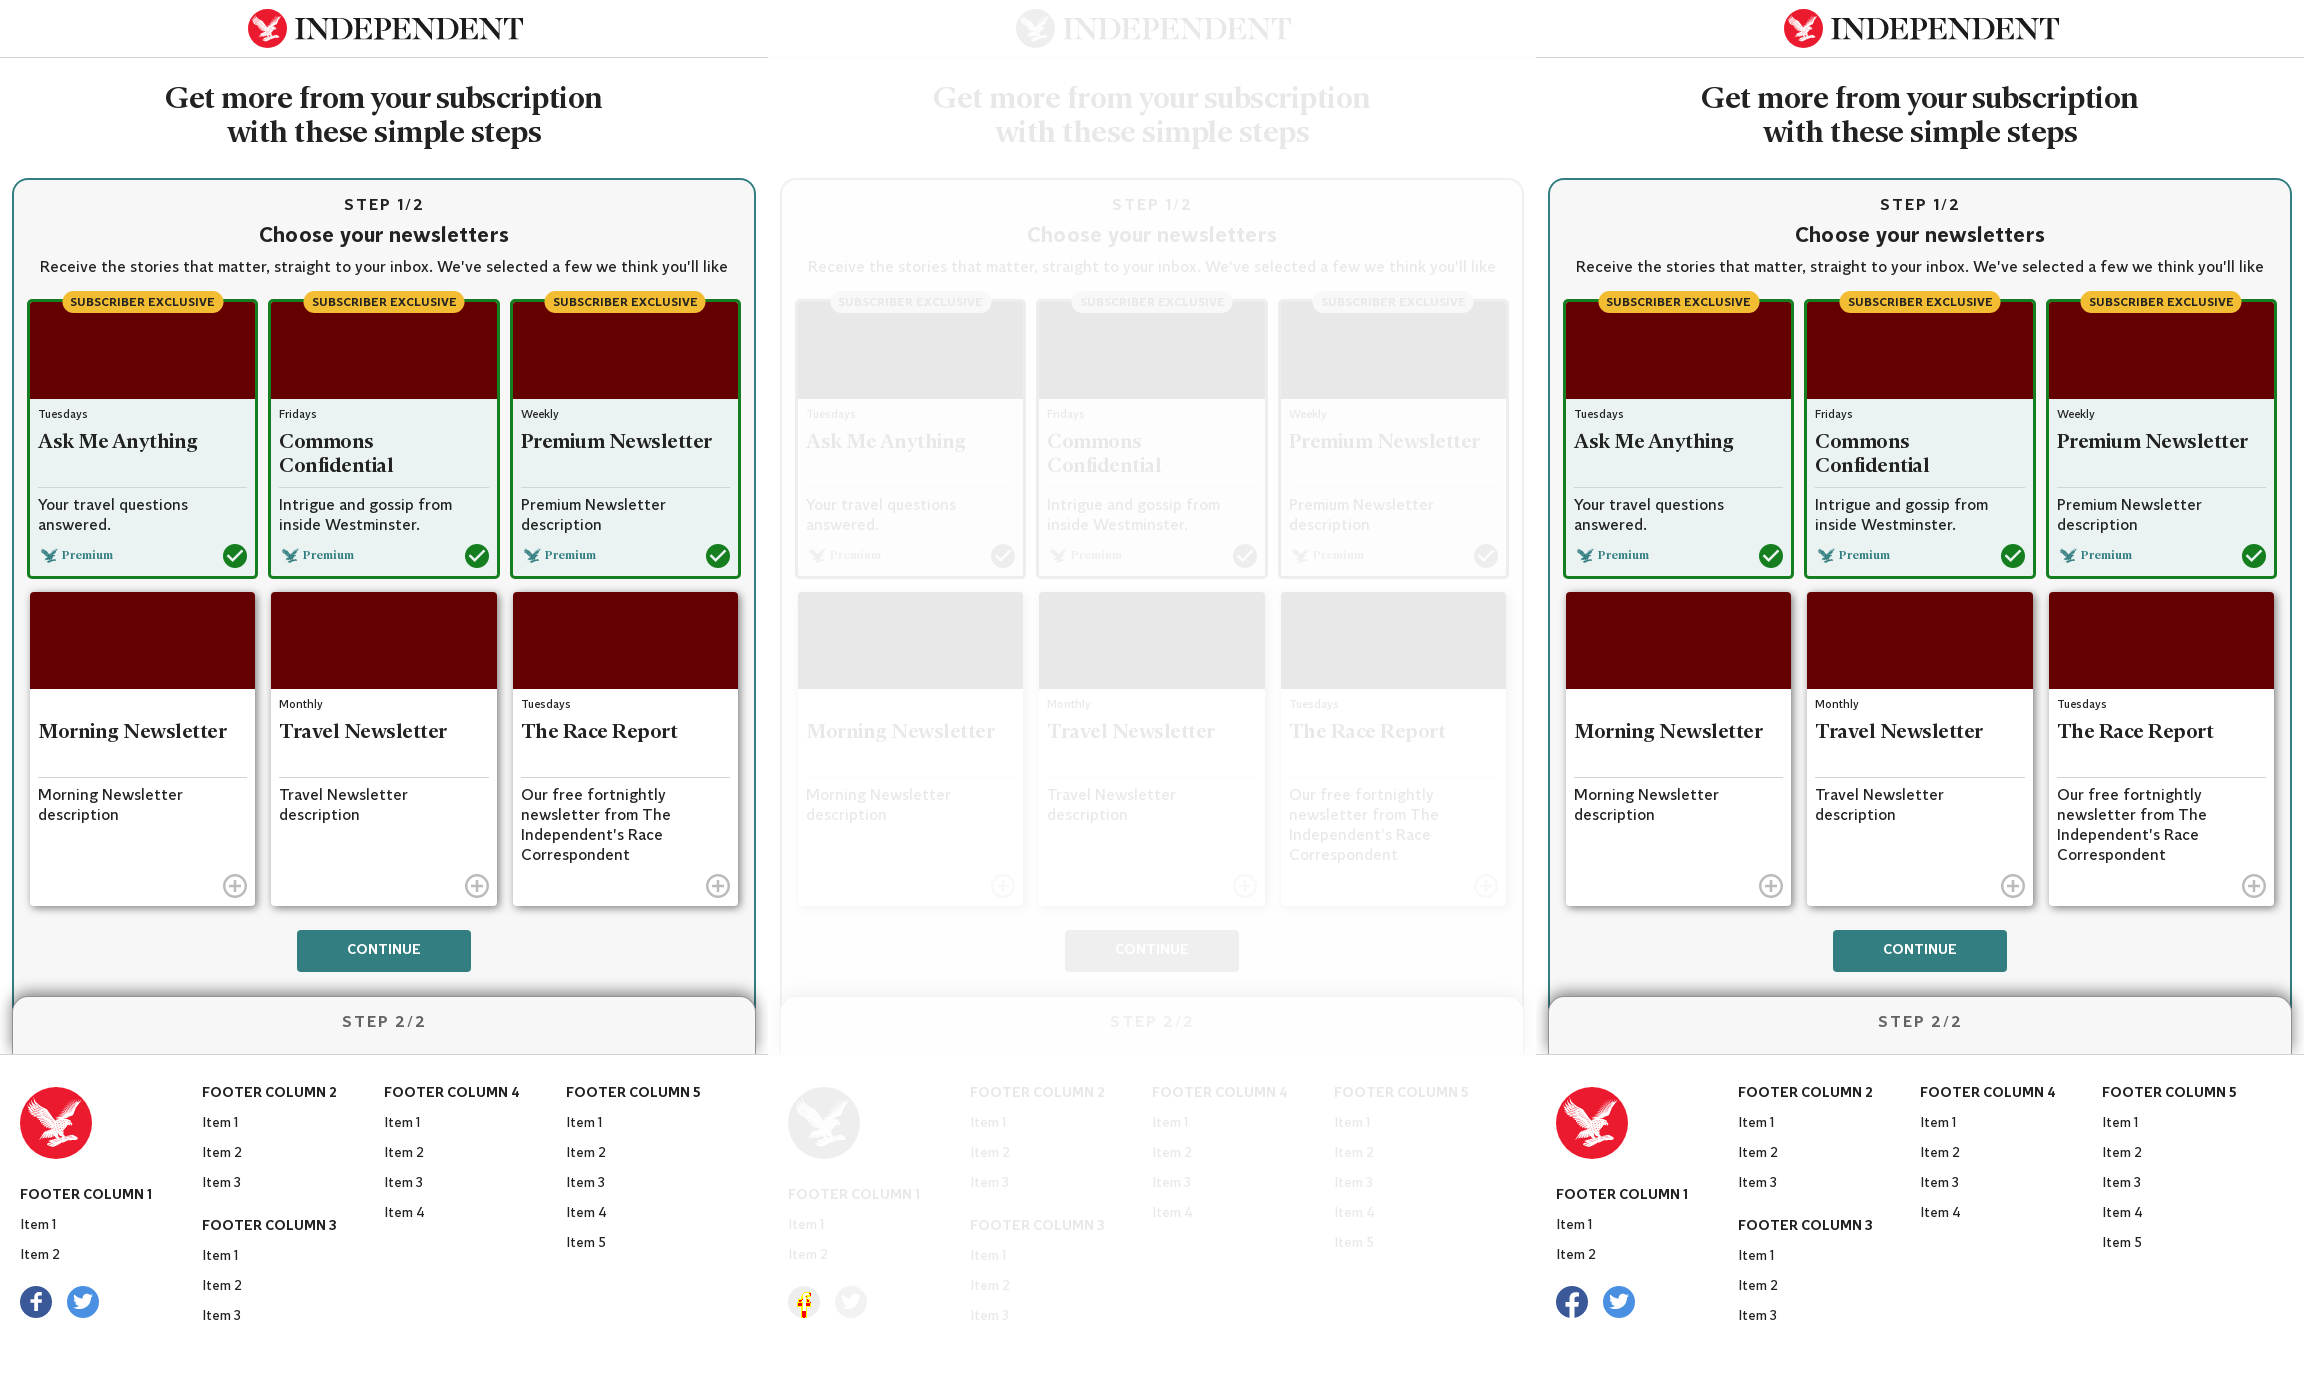 INDEPENDENT
Get more from your subscription
with these simple steps
STEP 1/2
Choose your newsletters
Receive the stories that matter, straight to your inbox. We've selected a few we think you'll like
SUBSCRIBER EXCLUSIVE
SUBSCRIBER EXCLUSIVE
SUBSCRIBER EXCLUSIVE
Tuesdays
Ask Me Anything
Your travel questions
answered.
Premium
Fridays
Commons
Confidential
Intrigue and gossip from
inside Westminster.
Premium
Weekly
Premium Newsletter
Premium Newsletter
description
Premium
Morning Newsletter
Morning Newsletter
description
Monthly
Travel Newsletter
Travel Newsletter
description
Tuesdays
The Race Report
Our free fortnightly
newsletter from The
Independent's Race
Correspondent
CONTINUE
STEP 2/2
FOOTER COLUMN 1
Item 1
Item 2
FOOTER COLUMN 2
Item 1
Item 2
Item 3
FOOTER COLUMN 3
Item 1
Item 2
Item 3
FOOTER COLUMN 4
Item 1
Item 2
Item 3
Item 4
FOOTER COLUMN 5
Item 1
Item 2
Item 3
Item 4
Item 5
INDEPENDENT
Get more from your subscription
with these simple steps
STEP 1/2
Choose your newsletters
Receive the stories that matter, straight to your inbox. We've selected a few we think you'll like
SUBSCRIBER EXCLUSIVE
SUBSCRIBER EXCLUSIVE
SUBSCRIBER EXCLUSIVE
Tuesdays
Ask Me Anything
Your travel questions
answered.
Premium
Fridays
Commons
Confidential
Intrigue and gossip from
inside Westminster.
Premium
Weekly
Premium Newsletter
Premium Newsletter
description
Premium
Morning Newsletter
Morning Newsletter
description
Monthly
Travel Newsletter
Travel Newsletter
description
Tuesdays
The Race Report
Our free fortnightly
newsletter from The
Independent's Race
Correspondent
CONTINUE
STEP 2/2
FOOTER COLUMN 1
Item 1
Item 2
FOOTER COLUMN 2
Item 1
Item 2
Item 3
FOOTER COLUMN 3
Item 1
Item 2
Item 3
FOOTER COLUMN 4
Item 1
Item 2
Item 3
Item 4
FOOTER COLUMN 5
Item 1
Item 2
Item 3
Item 4
Item 5
INDEPENDENT
Get more from your subscription
with these simple steps
STEP 1/2
Choose your newsletters
Receive the stories that matter, straight to your inbox. We've selected a few we think you'll like
SUBSCRIBER EXCLUSIVE
SUBSCRIBER EXCLUSIVE
SUBSCRIBER EXCLUSIVE
Tuesdays
Ask Me Anything
Your travel questions
answered.
Premium
Fridays
Commons
Confidential
Intrigue and gossip from
inside Westminster.
Premium
Weekly
Premium Newsletter
Premium Newsletter
description
Premium
Morning Newsletter
Morning Newsletter
description
Monthly
Travel Newsletter
Travel Newsletter
description
Tuesdays
The Race Report
Our free fortnightly
newsletter from The
Independent's Race
Correspondent
CONTINUE
STEP 2/2
FOOTER COLUMN 1
Item 1
Item 2
FOOTER COLUMN 2
Item 1
Item 2
Item 3
FOOTER COLUMN 3
Item 1
Item 2
Item 3
FOOTER COLUMN 4
Item 1
Item 2
Item 3
Item 4
FOOTER COLUMN 5
Item 1
Item 2
Item 3
Item 4
Item 5